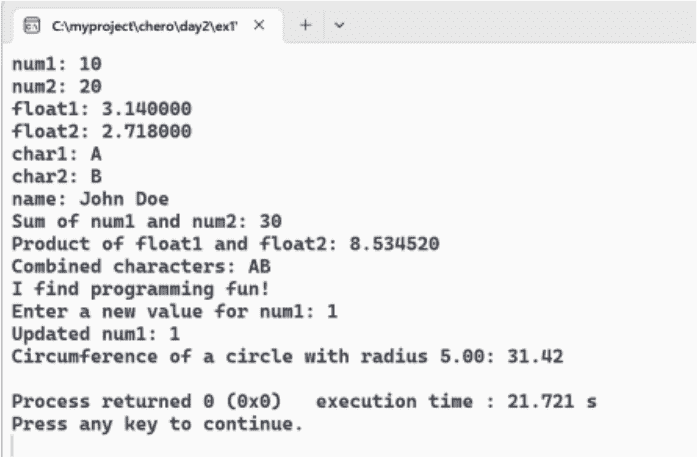 C:\myproject\chero\day2\ex1'
num1: 10
num2: 20
float1: 3.140000
float2: 2.718000
char1: A
char2: B
name: John Doe
Sum of num1 and num2: 30
Product of float1 and float2: 8.534520
Combined characters: AB
I find programming fun!
Enter a new value for num1: 1
Updated num1: 1
Circumference of a circle with radius 5.00: 31.42
Process returned 0 (0x0)   execution time : 21.721 s
Press any key to continue.